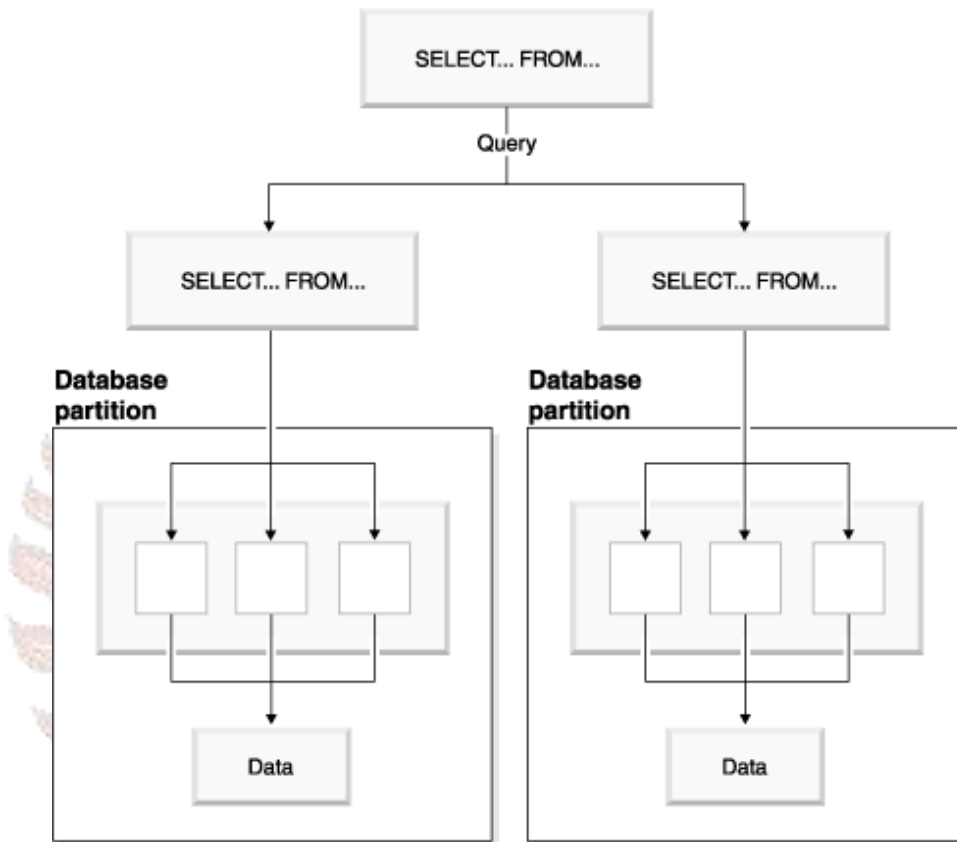 SELECT... FROM...
Query
SELECT... FROM...
SELECT... FROM...
Database
partition
Database
partition
Data
Data